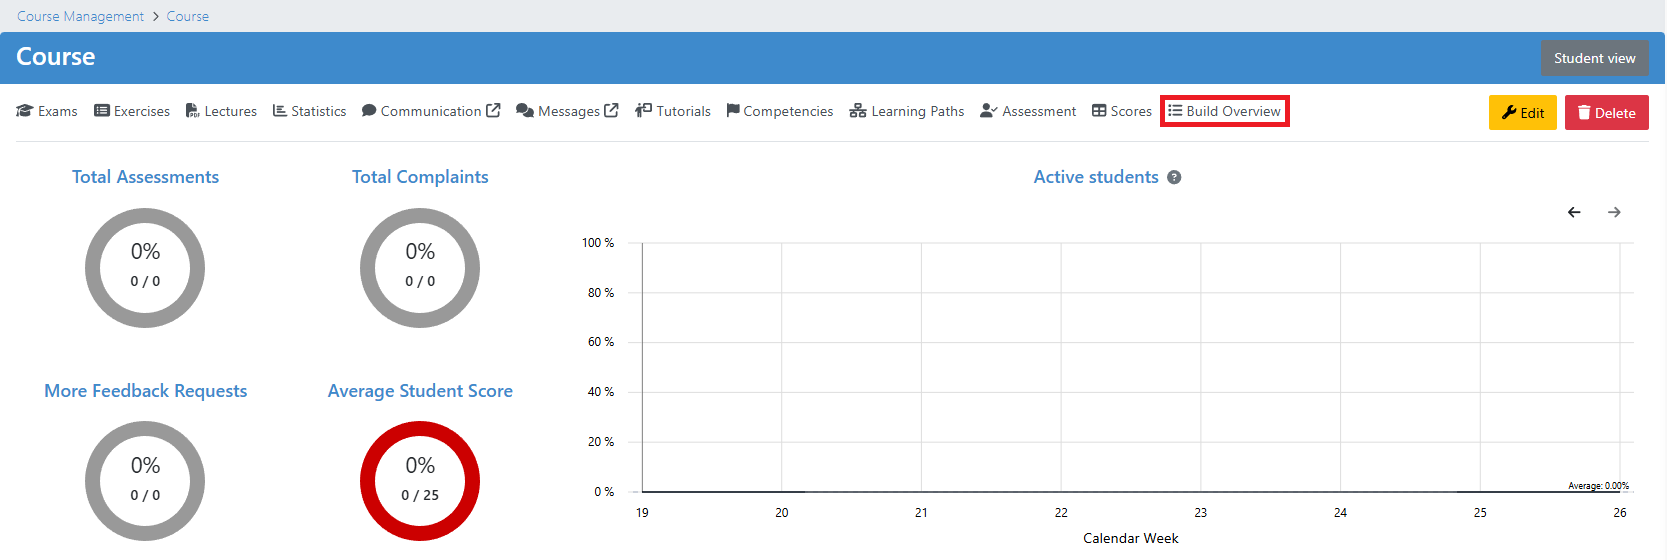 Course Management > Course
Course
Student view
Exams Exercises Lectures Statistics Communication Messages Tutorials Competencies Learning Paths Assessment Scores Build Overview Edit Delete
Total Assessments
0%
0 / 0
Total Complaints
0%
0 / 0
More Feedback Requests
0%
0 / 0
Average Student Score
0%
0 / 25
Active students ?
100 %
80 %
60 %
40 %
20 %
0 %
Average: 0.00%
19 20 21 22 23 24 25 26
Calendar Week